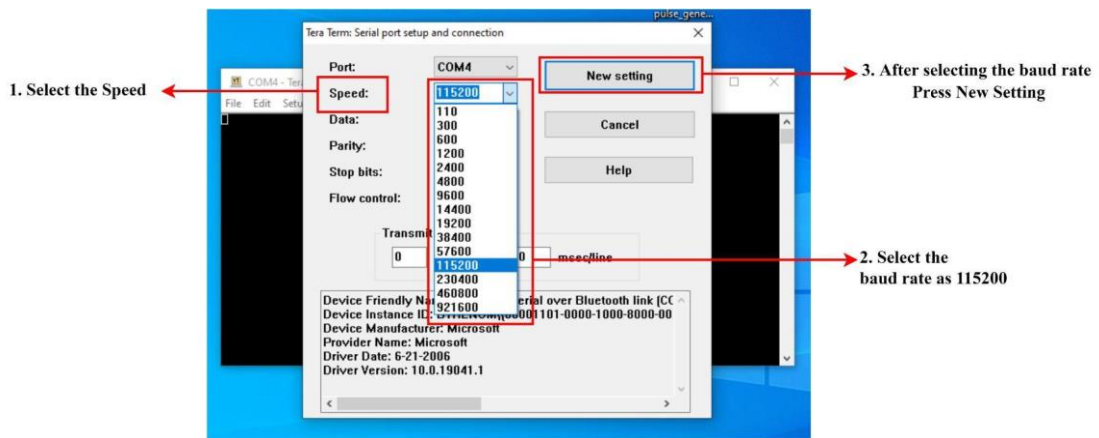 pulse_gene...
Tera Term: Serial port setup and connection
1. Select the Speed
COM4 - Ter
File Edit Setu
Port: COM4
Speed: 115200
Data:
Parity:
Stop bits:
Flow control:
110
300
600
1200
2400
4800
9600
14400
19200
38400
57600
115200
230400
460800
921600
New setting
Cancel
Help
3. After selecting the baud rate
Press New Setting
Transmit
0
0 msec/line
2. Select the
baud rate as 115200
Device Friendly Na erial over Bluetooth link (CC
Device Instance ID: 00001101-0000-1000-8000-00
Device Manufacturer: Microsoft
Provider Name: Microsoft
Driver Date: 6-21-2006
Driver Version: 10.0.19041.1